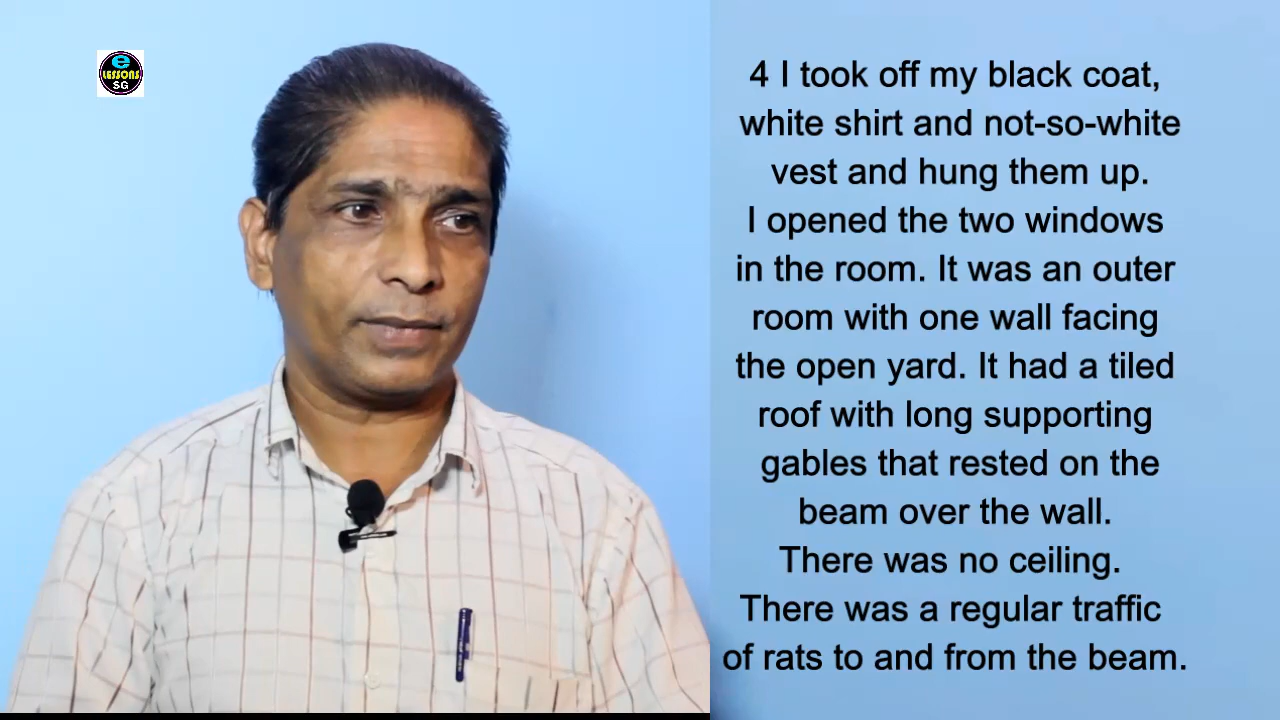 e
LESSONS
SG
4 I took off my black coat,
white shirt and not-so-white
vest and hung them up.
I opened the two windows
in the room. It was an outer
room with one wall facing
the open yard. It had a tiled
roof with long supporting
gables that rested on the
beam over the wall.
There was no ceiling.
There was a regular traffic
of rats to and from the beam.